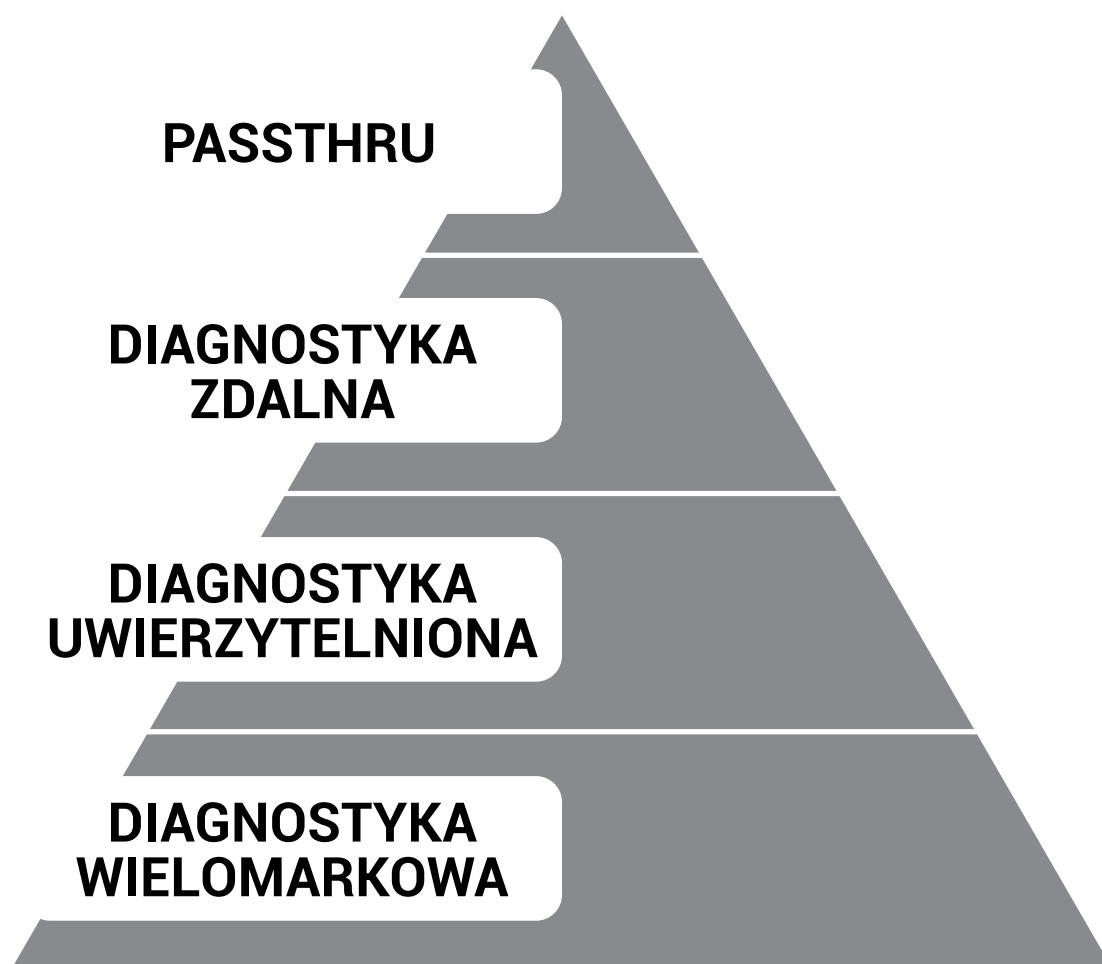 PASSTHRU
DIAGNOSTYKA
ZDALNA
DIAGNOSTYKA
UWIERZYTELNIONA
DIAGNOSTYKA
WIELOMARKOWA